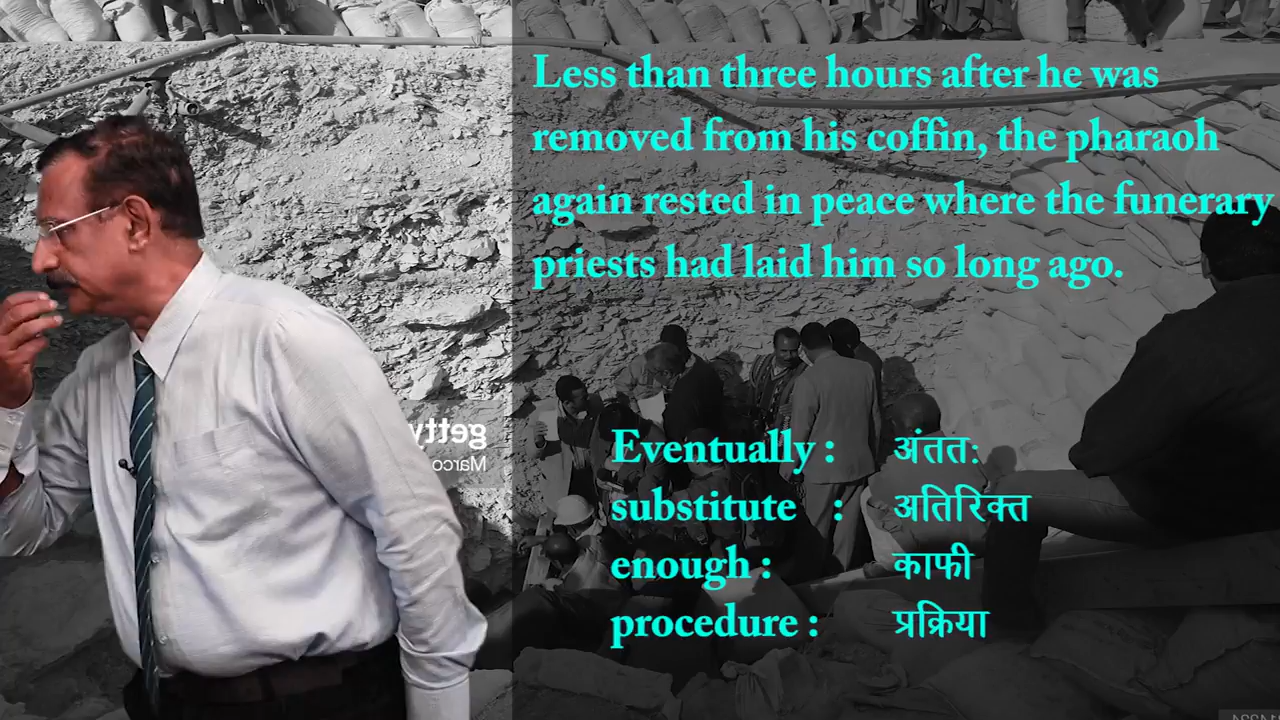 Less than three hours after he was
removed from his coffin, the pharaoh
again rested in peace where the funerary
priests had laid him so long ago.
getty
Marco
Eventually : अंतत:
substitute : अतिरिक्त
enough : काफी
procedure : प्रक्रिया